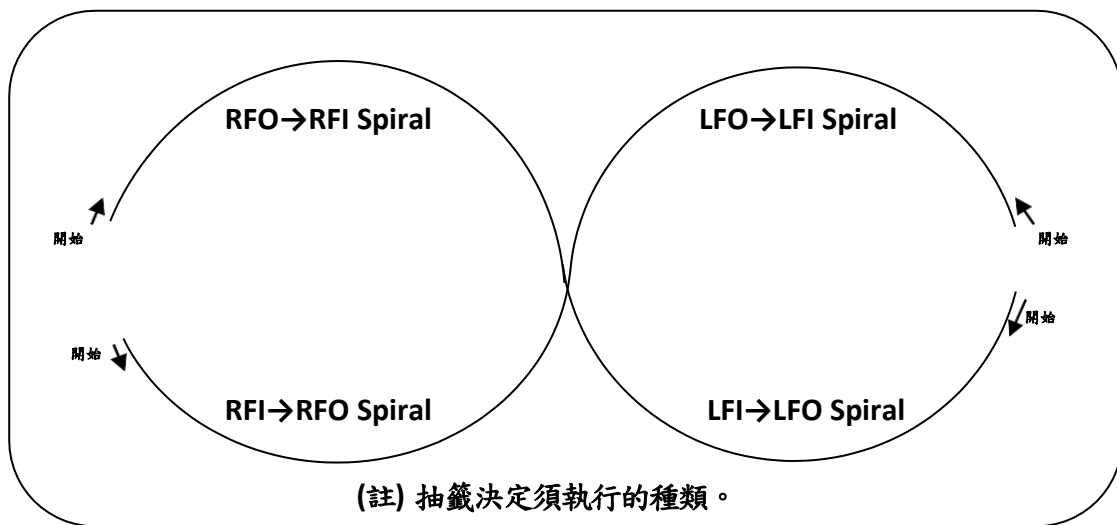 RFO→RFI Spiral
LFO→LFI Spiral
開始
開始
開始
開始
RFI→RFO Spiral
LFI→LFO Spiral
(註) 抽籤決定須執行的種類。